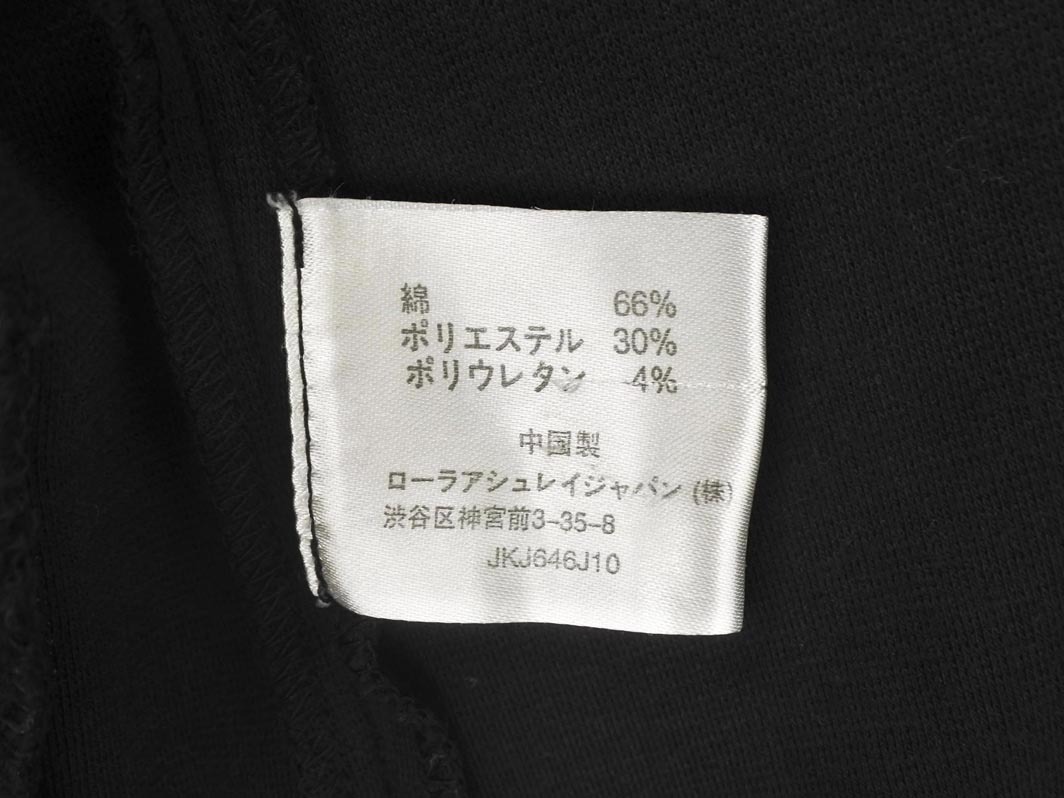 綿 66%
ポリエステル 30%
ポリウレタン 4%
中国製
ローラアシュレイジャパン (株)
渋谷区神宮前3-35-8
JKJ646J10